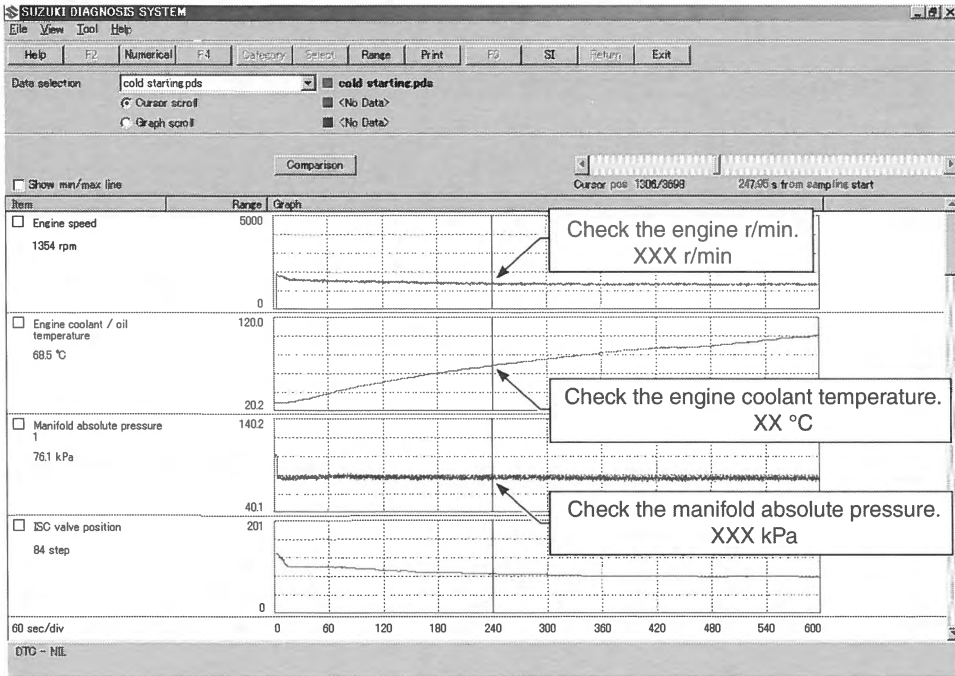 SUZUKI DIAGNOSIS SYSTEM
File View Tool Help
Help F2 Numerical F4 Category Select Range Print F9 SI Return Exit
Data selection cold starting.pds cold starting.pds
Cursor scroll <No Data>
Graph scroll <No Data>
Comparison
Show min/max line Cursor pos 1306/3698 247.95 s from sampling start
Item Range Graph
Engine speed 5000
1354 rpm
0
Check the engine r/min.
XXX r/min
Engine coolant / oil 120.0
temperature
68.5 °C
20.2
Check the engine coolant temperature.
XX °C
Manifold absolute pressure 140.2
1
76.1 kPa
40.1
Check the manifold absolute pressure.
XXX kPa
ISC valve position 201
84 step
0
60 sec/div 0 60 120 180 240 300 360 420 480 540 600
DTC - NIL